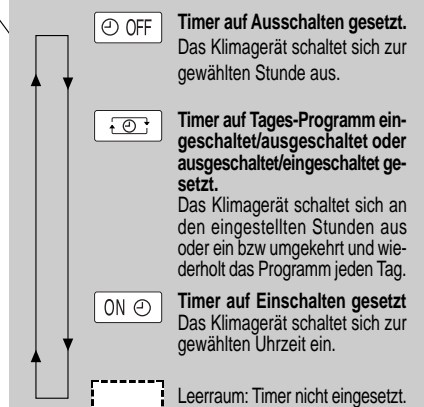 OFF
Timer auf Ausschalten gesetzt.
Das Klimagerät schaltet sich zur
gewählten Stunde aus.
Timer auf Tages-Programm ein-
geschaltet/ausgeschaltet oder
ausgeschaltet/eingeschaltet ge-
setzt.
Das Klimagerät schaltet sich an
den eingestellten Stunden aus
oder ein bzw umgekehrt und wie-
derholt das Programm jeden Tag.
ON
Timer auf Einschalten gesetzt
Das Klimagerät schaltet sich zur
gewählten Uhrzeit ein.
Leerraum: Timer nicht eingesetzt.